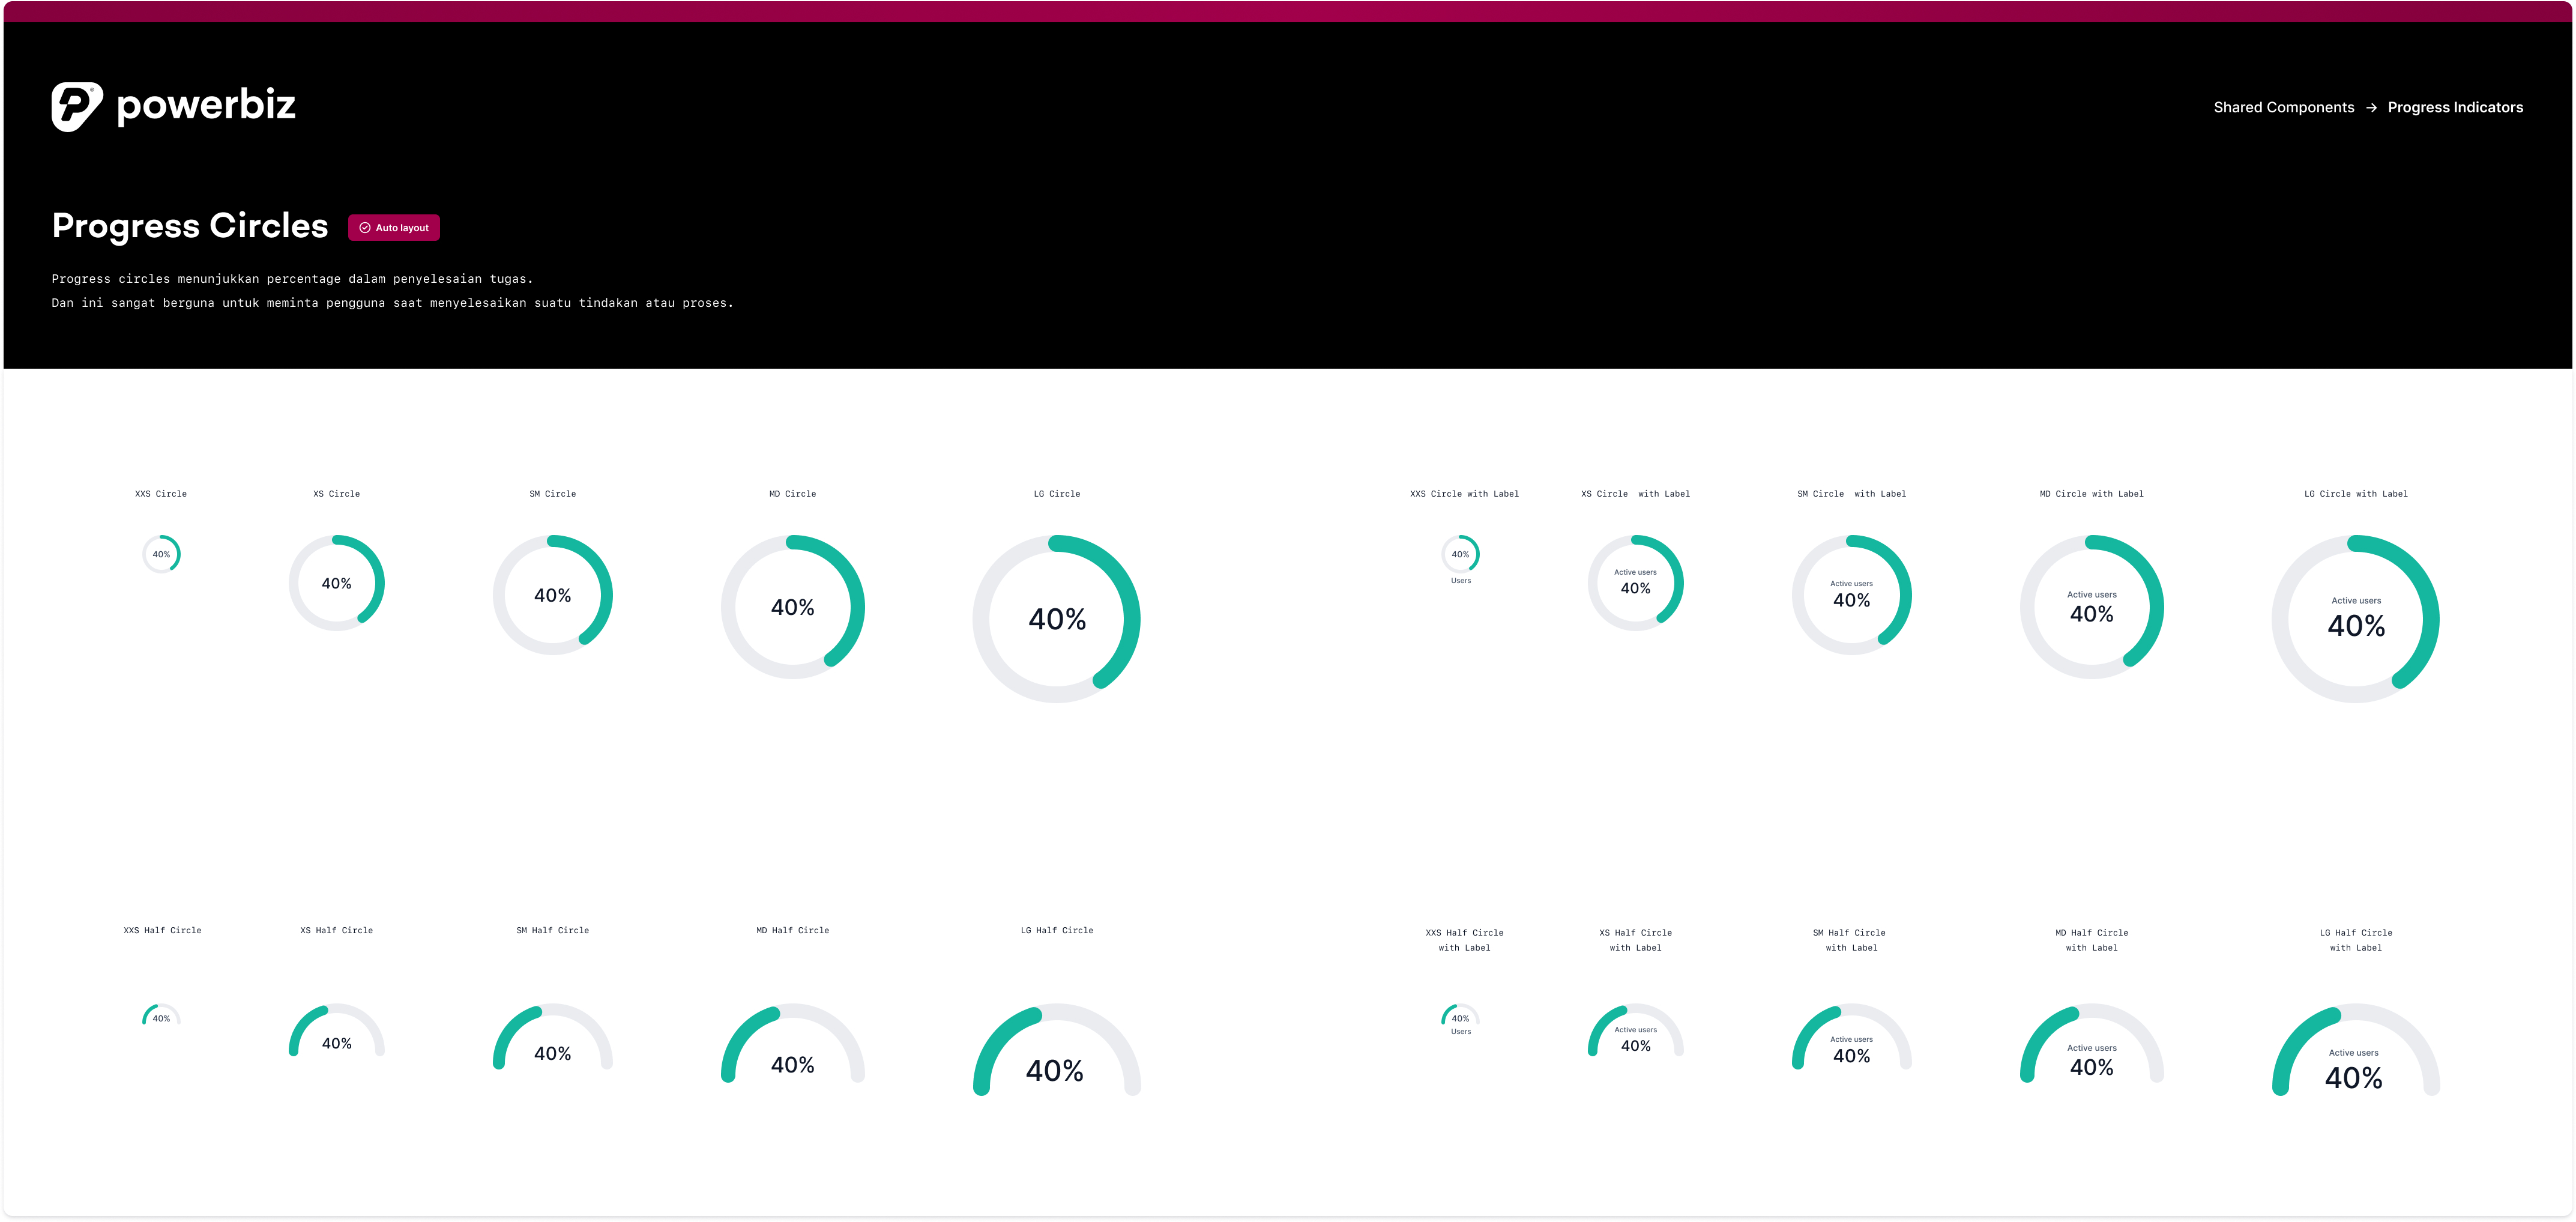 powerbiz
Shared Components → Progress Indicators
Progress Circles
Auto layout
Progress circles menunjukkan percentage dalam penyelesaian tugas.
Dan ini sangat berguna untuk meminta pengguna saat menyelesaikan suatu tindakan atau proses.
XXS Circle
XS Circle
SM Circle
MD Circle
LG Circle
40%
40%
40%
40%
40%
XXS Circle with Label
XS Circle  with Label
SM Circle  with Label
MD Circle with Label
LG Circle with Label
40%
Users
Active users
40%
Active users
40%
Active users
40%
Active users
40%
XXS Half Circle
XS Half Circle
SM Half Circle
MD Half Circle
LG Half Circle
40%
40%
40%
40%
40%
XXS Half Circle
with Label
XS Half Circle
with Label
SM Half Circle
with Label
MD Half Circle
with Label
LG Half Circle
with Label
40%
Users
Active users
40%
Active users
40%
Active users
40%
Active users
40%